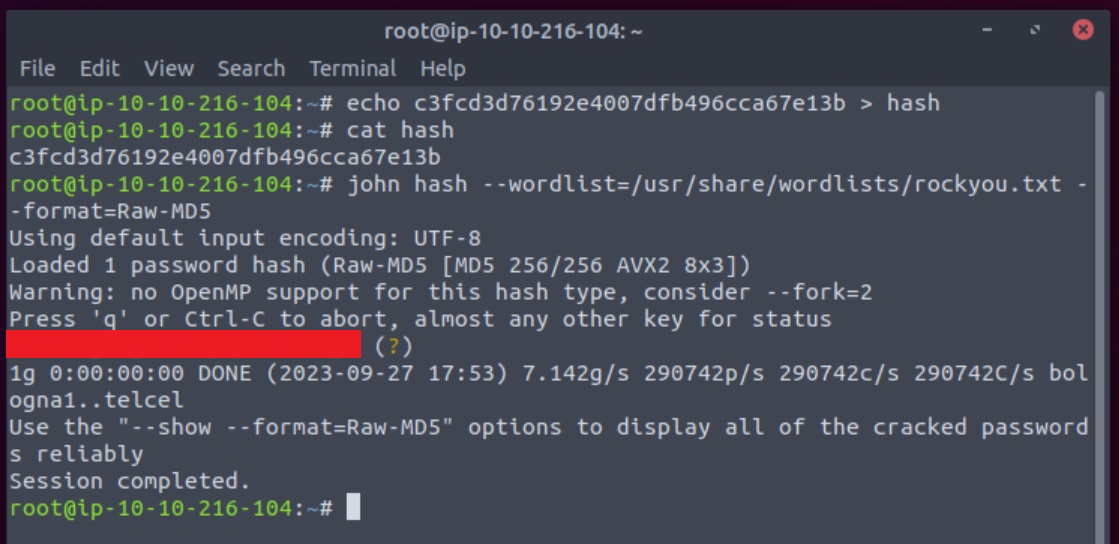 root@ip-10-10-216-104: ~
File Edit View Search Terminal Help
root@ip-10-10-216-104:~# echo c3fcd3d76192e4007dfb496cca67e13b > hash
root@ip-10-10-216-104:~# cat hash
c3fcd3d76192e4007dfb496cca67e13b
root@ip-10-10-216-104:~# john hash --wordlist=/usr/share/wordlists/rockyou.txt -
-format=Raw-MD5
Using default input encoding: UTF-8
Loaded 1 password hash (Raw-MD5 [MD5 256/256 AVX2 8x3])
Warning: no OpenMP support for this hash type, consider --fork=2
Press 'q' or Ctrl-C to abort, almost any other key for status
(?)
1g 0:00:00:00 DONE (2023-09-27 17:53) 7.142g/s 290742p/s 290742c/s 290742C/s bol
ogna1..telcel
Use the "--show --format=Raw-MD5" options to display all of the cracked password
s reliably
Session completed.
root@ip-10-10-216-104:~#